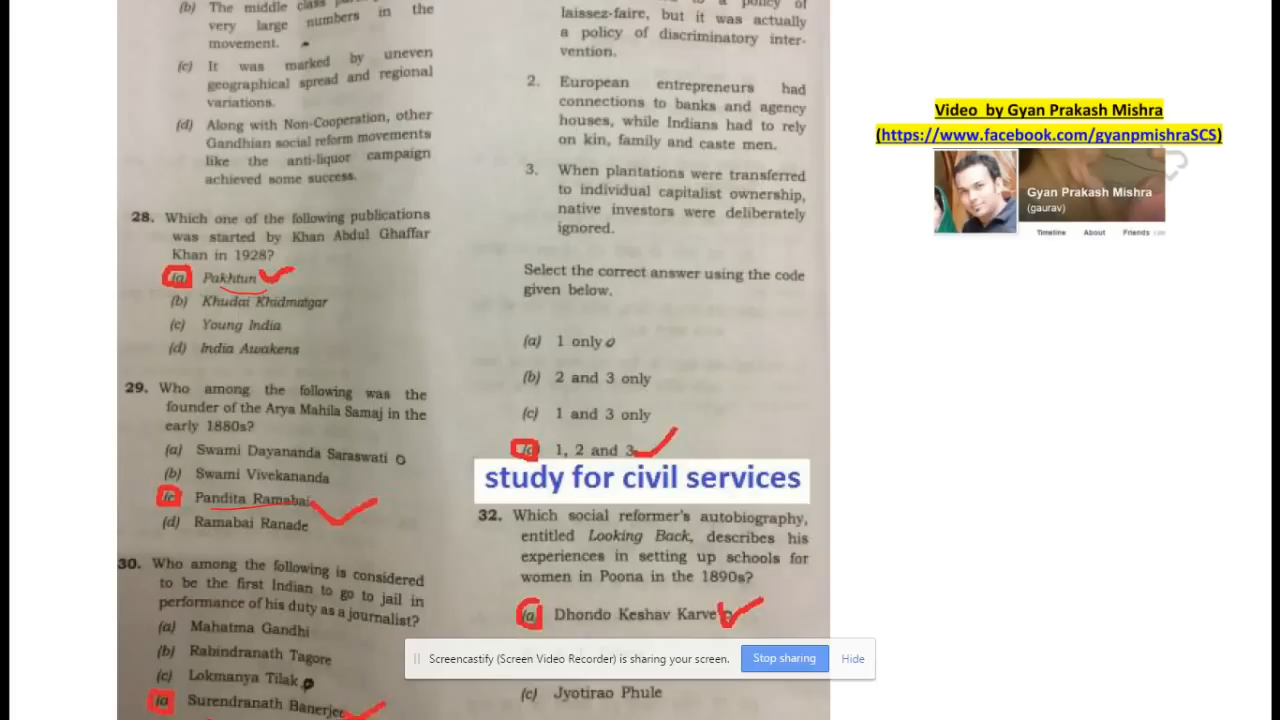 (b) The middle class
very large numbers in the
movement.
(c) It was marked by uneven
geographical spread and regional
variations.
(d) Along with Non-Cooperation, other
Gandhian social reform movements
like the anti-liquor campaign
achieved some success.
28. Which one of the following publications
was started by Khan Abdul Ghaffar
Khan in 1928?
(a) Pakhtun
(b) Khudai Khidmatgar
(c) Young India
(d) India Awakens
29. Who among the following was the
founder of the Arya Mahila Samaj in the
early 1880s?
(a) Swami Dayananda Saraswati
(b) Swami Vivekananda
(c) Pandita Ramabai
(d) Ramabai Ranade
30. Who among the following is considered
to be the first Indian to go to jail in
performance of his duty as a journalist?
(a) Mahatma Gandhi
(b) Rabindranath Tagore
(c) Lokmanya Tilak
Surendranath Banerjee
a policy of
laissez-faire, but it was actually
a policy of discriminatory inter-
vention.
2. European entrepreneurs had
connections to banks and agency
houses, while Indians had to rely
on kin, family and caste men.
3. When plantations were transferred
to individual capitalist ownership,
native investors were deliberately
ignored.
Select the correct answer using the code
given below.
(a) 1 only
(b) 2 and 3 only
(c) 1 and 3 only
(d) 1, 2 and 3
study for civil services
32. Which social reformer's autobiography,
entitled Looking Back, describes his
experiences in setting up schools for
women in Poona in the 1890s?
(a) Dhondo Keshav Karve
(c) Jyotirao Phule
Screencastify (Screen Video Recorder) is sharing your screen. Stop sharing Hide
Video by Gyan Prakash Mishra
(https://www.facebook.com/gyanpmishraSCS)
Gyan Prakash Mishra
(gaurav)
Timeline About Friends